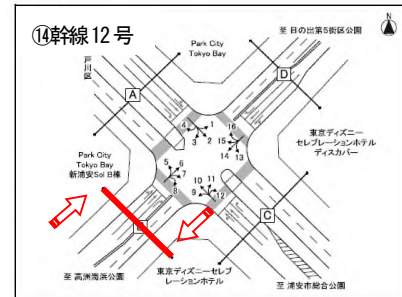 ⑭幹線12号
Park City
Tokyo Bay
至 日の出第5街区公園
N
戸川区
A
D
1
2
3
4
16
15
14
13
東京ディズニー
セレブレーションホテル
ディスカバー
Park City
Tokyo Bay
新浦安Sol B棟
5
6
7
8
10
11
9
12
C
至 高洲海浜公園
東京ディズニーセレブ
レーションホテル
至 浦安市総合公園